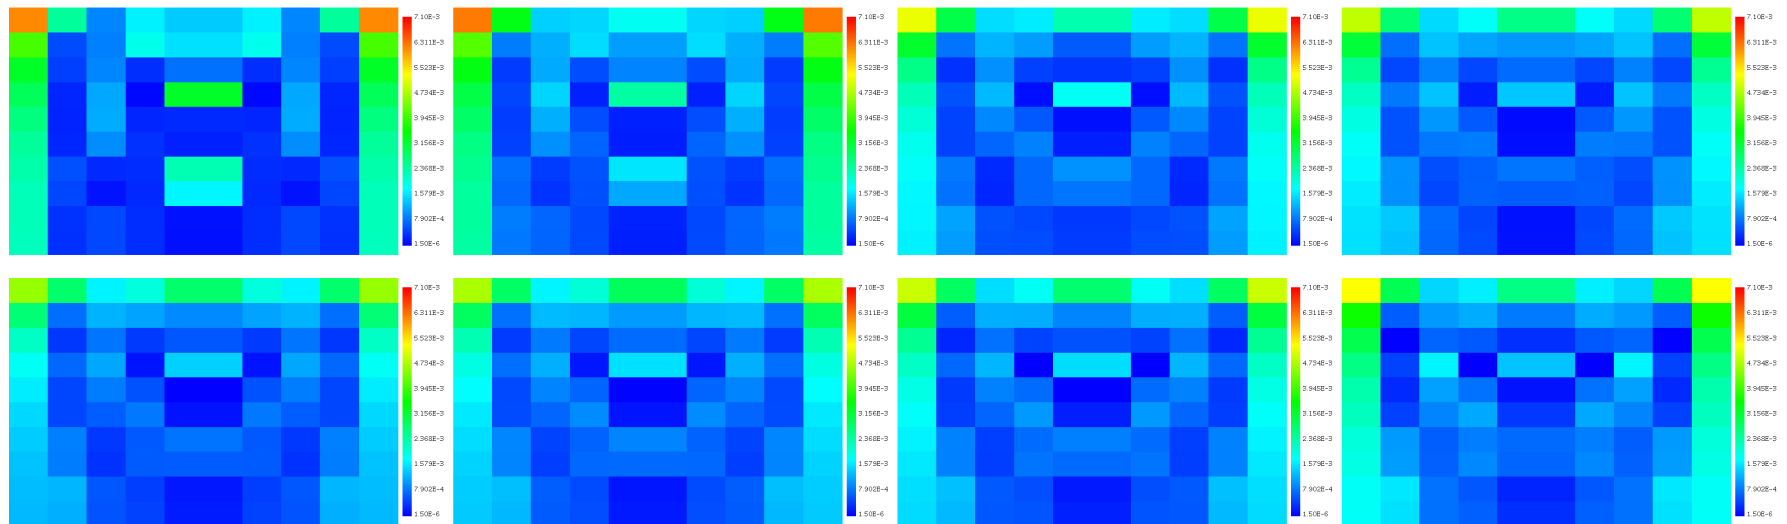 7.10E-3 7.10E-3 7.10E-3 7.10E-3
6.311E-3 6.311E-3 6.311E-3 6.311E-3
5.523E-3 5.523E-3 5.523E-3 5.523E-3
4.734E-3 4.734E-3 4.734E-3 4.734E-3
3.945E-3 3.945E-3 3.945E-3 3.945E-3
3.156E-3 3.156E-3 3.156E-3 3.156E-3
2.368E-3 2.368E-3 2.368E-3 2.368E-3
1.579E-3 1.579E-3 1.579E-3 1.579E-3
7.902E-4 7.902E-4 7.902E-4 7.902E-4
1.50E-6 1.50E-6 1.50E-6 1.50E-6
7.10E-3 7.10E-3 7.10E-3 7.10E-3
6.311E-3 6.311E-3 6.311E-3 6.311E-3
5.523E-3 5.523E-3 5.523E-3 5.523E-3
4.734E-3 4.734E-3 4.734E-3 4.734E-3
3.945E-3 3.945E-3 3.945E-3 3.945E-3
3.156E-3 3.156E-3 3.156E-3 3.156E-3
2.368E-3 2.368E-3 2.368E-3 2.368E-3
1.579E-3 1.579E-3 1.579E-3 1.579E-3
7.902E-4 7.902E-4 7.902E-4 7.902E-4
1.50E-6 1.50E-6 1.50E-6 1.50E-6